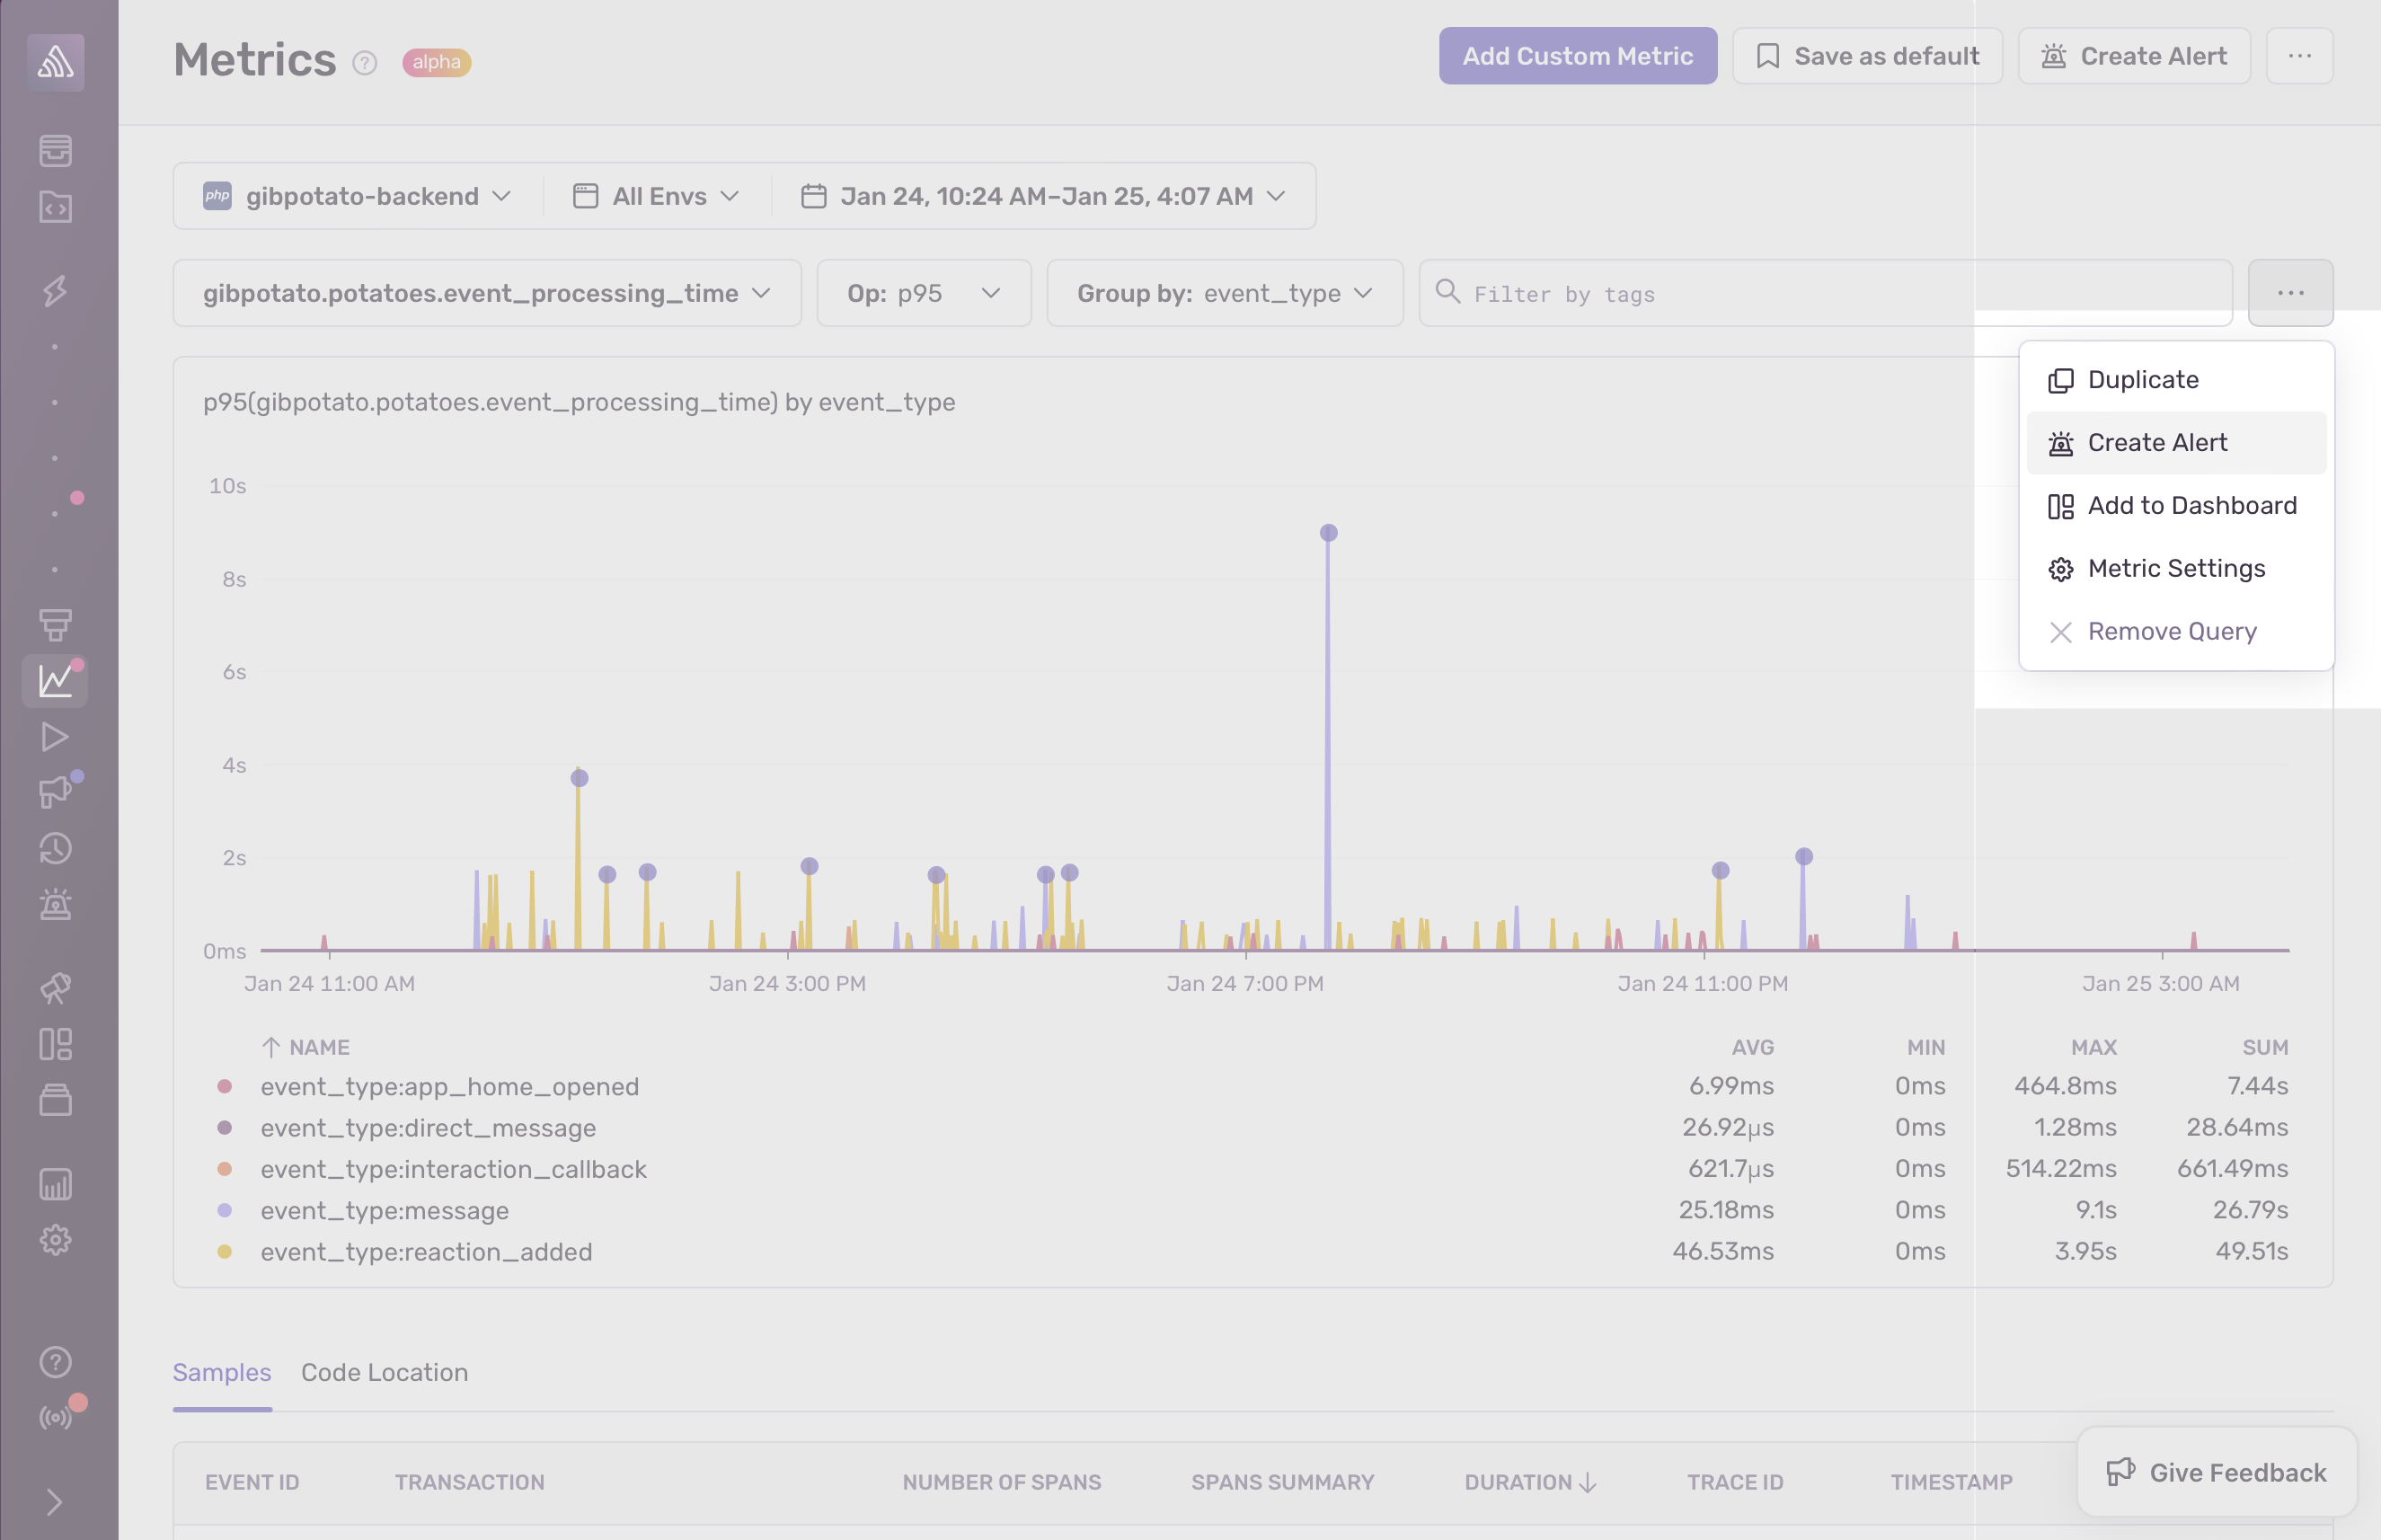 Metrics ? alpha Add Custom Metric Save as default Create Alert ...
php gibpotato-backend All Envs Jan 24, 10:24 AM–Jan 25, 4:07 AM
gibpotato.potatoes.event_processing_time Op: p95 Group by: event_type Filter by tags ...
Duplicate
Create Alert
Add to Dashboard
Metric Settings
Remove Query
p95(gibpotato.potatoes.event_processing_time) by event_type
10s
8s
6s
4s
2s
0ms
Jan 24 11:00 AM Jan 24 3:00 PM Jan 24 7:00 PM Jan 24 11:00 PM Jan 25 3:00 AM
NAME AVG MIN MAX SUM
event_type:app_home_opened 6.99ms 0ms 464.8ms 7.44s
event_type:direct_message 26.92μs 0ms 1.28ms 28.64ms
event_type:interaction_callback 621.7μs 0ms 514.22ms 661.49ms
event_type:message 25.18ms 0ms 9.1s 26.79s
event_type:reaction_added 46.53ms 0ms 3.95s 49.51s
Samples Code Location
EVENT ID TRANSACTION NUMBER OF SPANS SPANS SUMMARY DURATION TRACE ID TIMESTAMP
Give Feedback